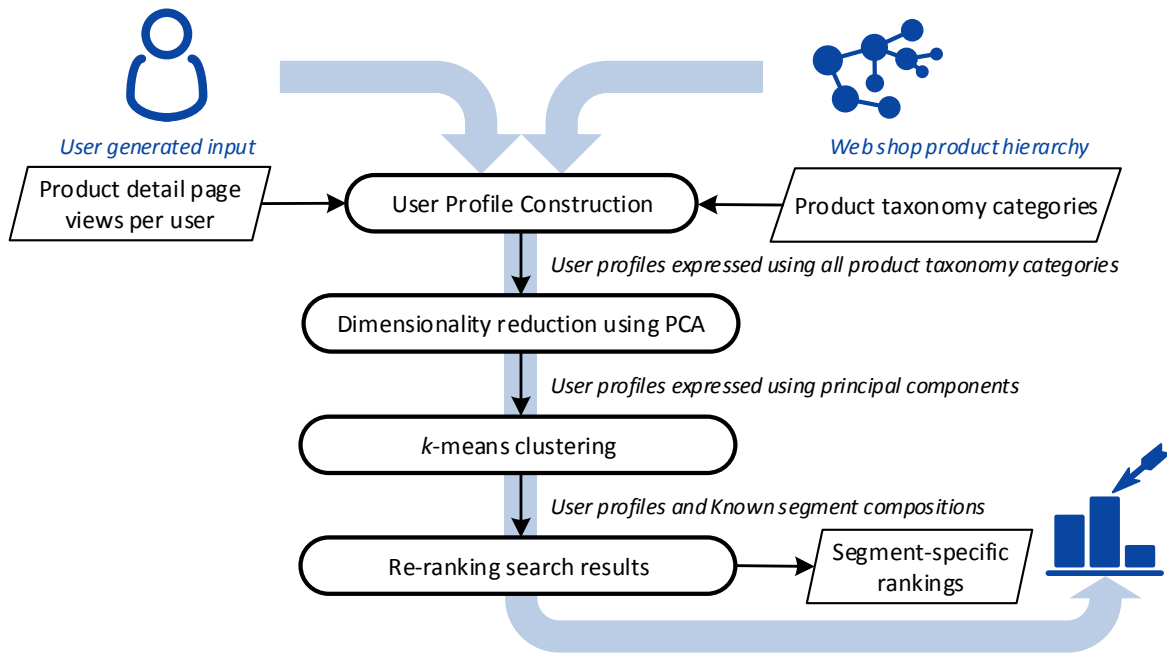 User generated input
Web shop product hierarchy
Product detail page
views per user
User Profile Construction
Product taxonomy categories
User profiles expressed using all product taxonomy categories
Dimensionality reduction using PCA
User profiles expressed using principal components
k-means clustering
User profiles and Known segment compositions
Re-ranking search results
Segment-specific
rankings